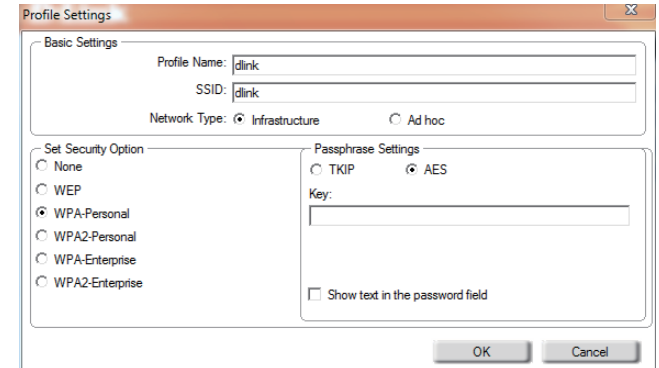 Profile Settings
Basic Settings
Profile Name: dlink
SSID: dlink
Network Type: Infrastructure Ad hoc
Set Security Option
None
WEP
WPA-Personal
WPA2-Personal
WPA-Enterprise
WPA2-Enterprise
Passphrase Settings
TKIP AES
Key:
Show text in the password field
OK Cancel